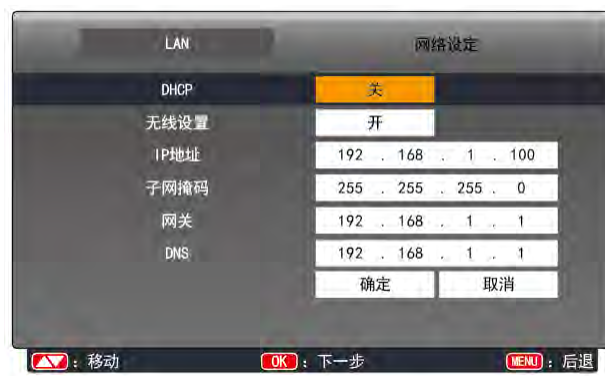 LAN 网络设定
DHCP 关
无线设置 开
IP地址 192 . 168 . 1 . 100
子网掩码 255 . 255 . 255 . 0
网关 192 . 168 . 1 . 1
DNS 192 . 168 . 1 . 1
确定 取消
: 移动 OK : 下一步 MENU : 后退